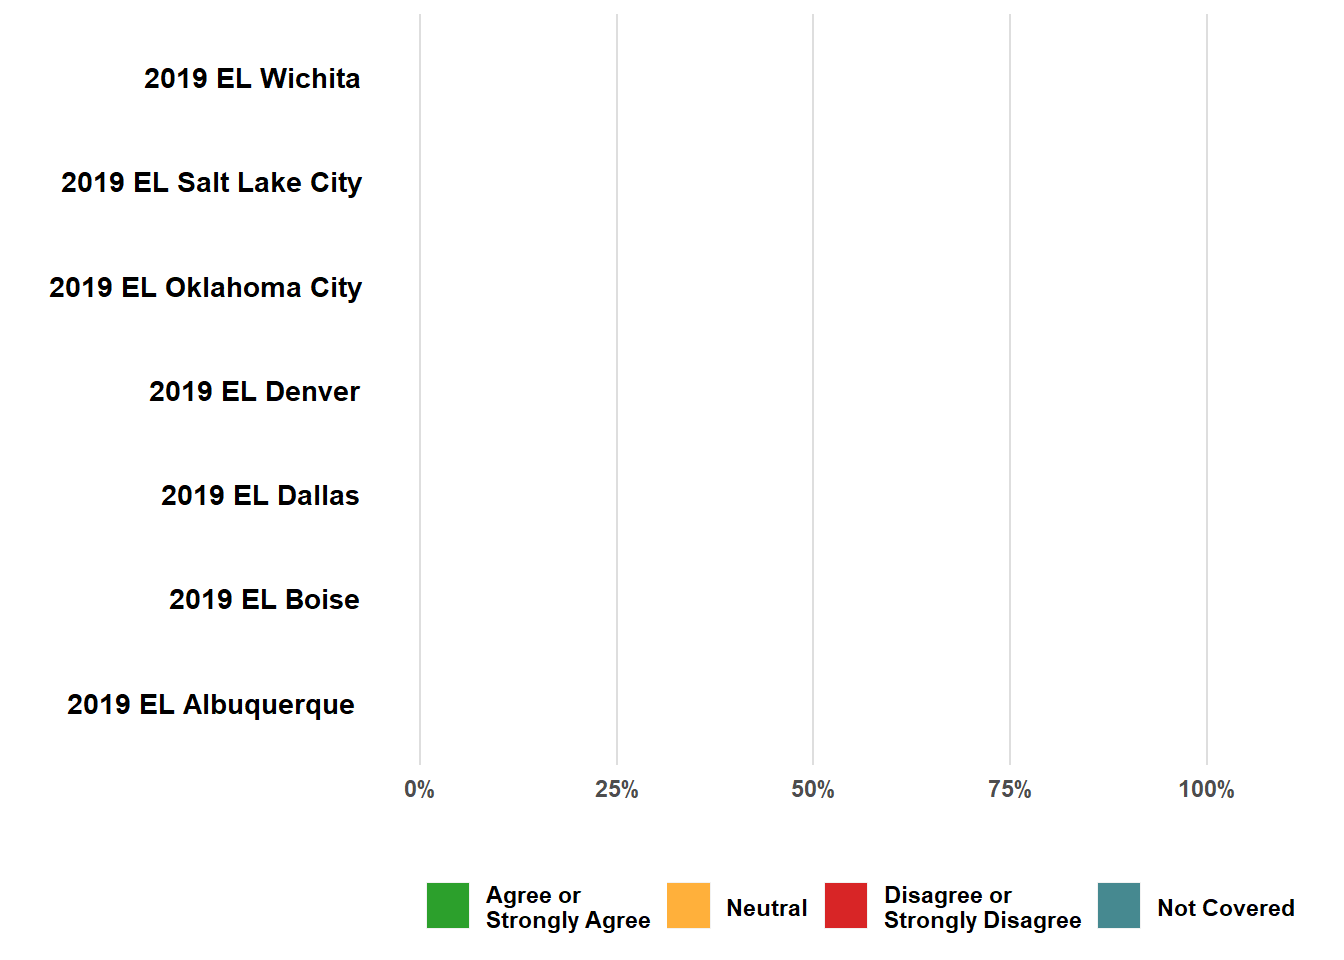 2019 EL Wichita
2019 EL Salt Lake City
2019 EL Oklahoma City
2019 EL Denver
2019 EL Dallas
2019 EL Boise
2019 EL Albuquerque
0% 25% 50% 75% 100%
Agree or
Strongly Agree
Neutral
Disagree or
Strongly Disagree
Not Covered